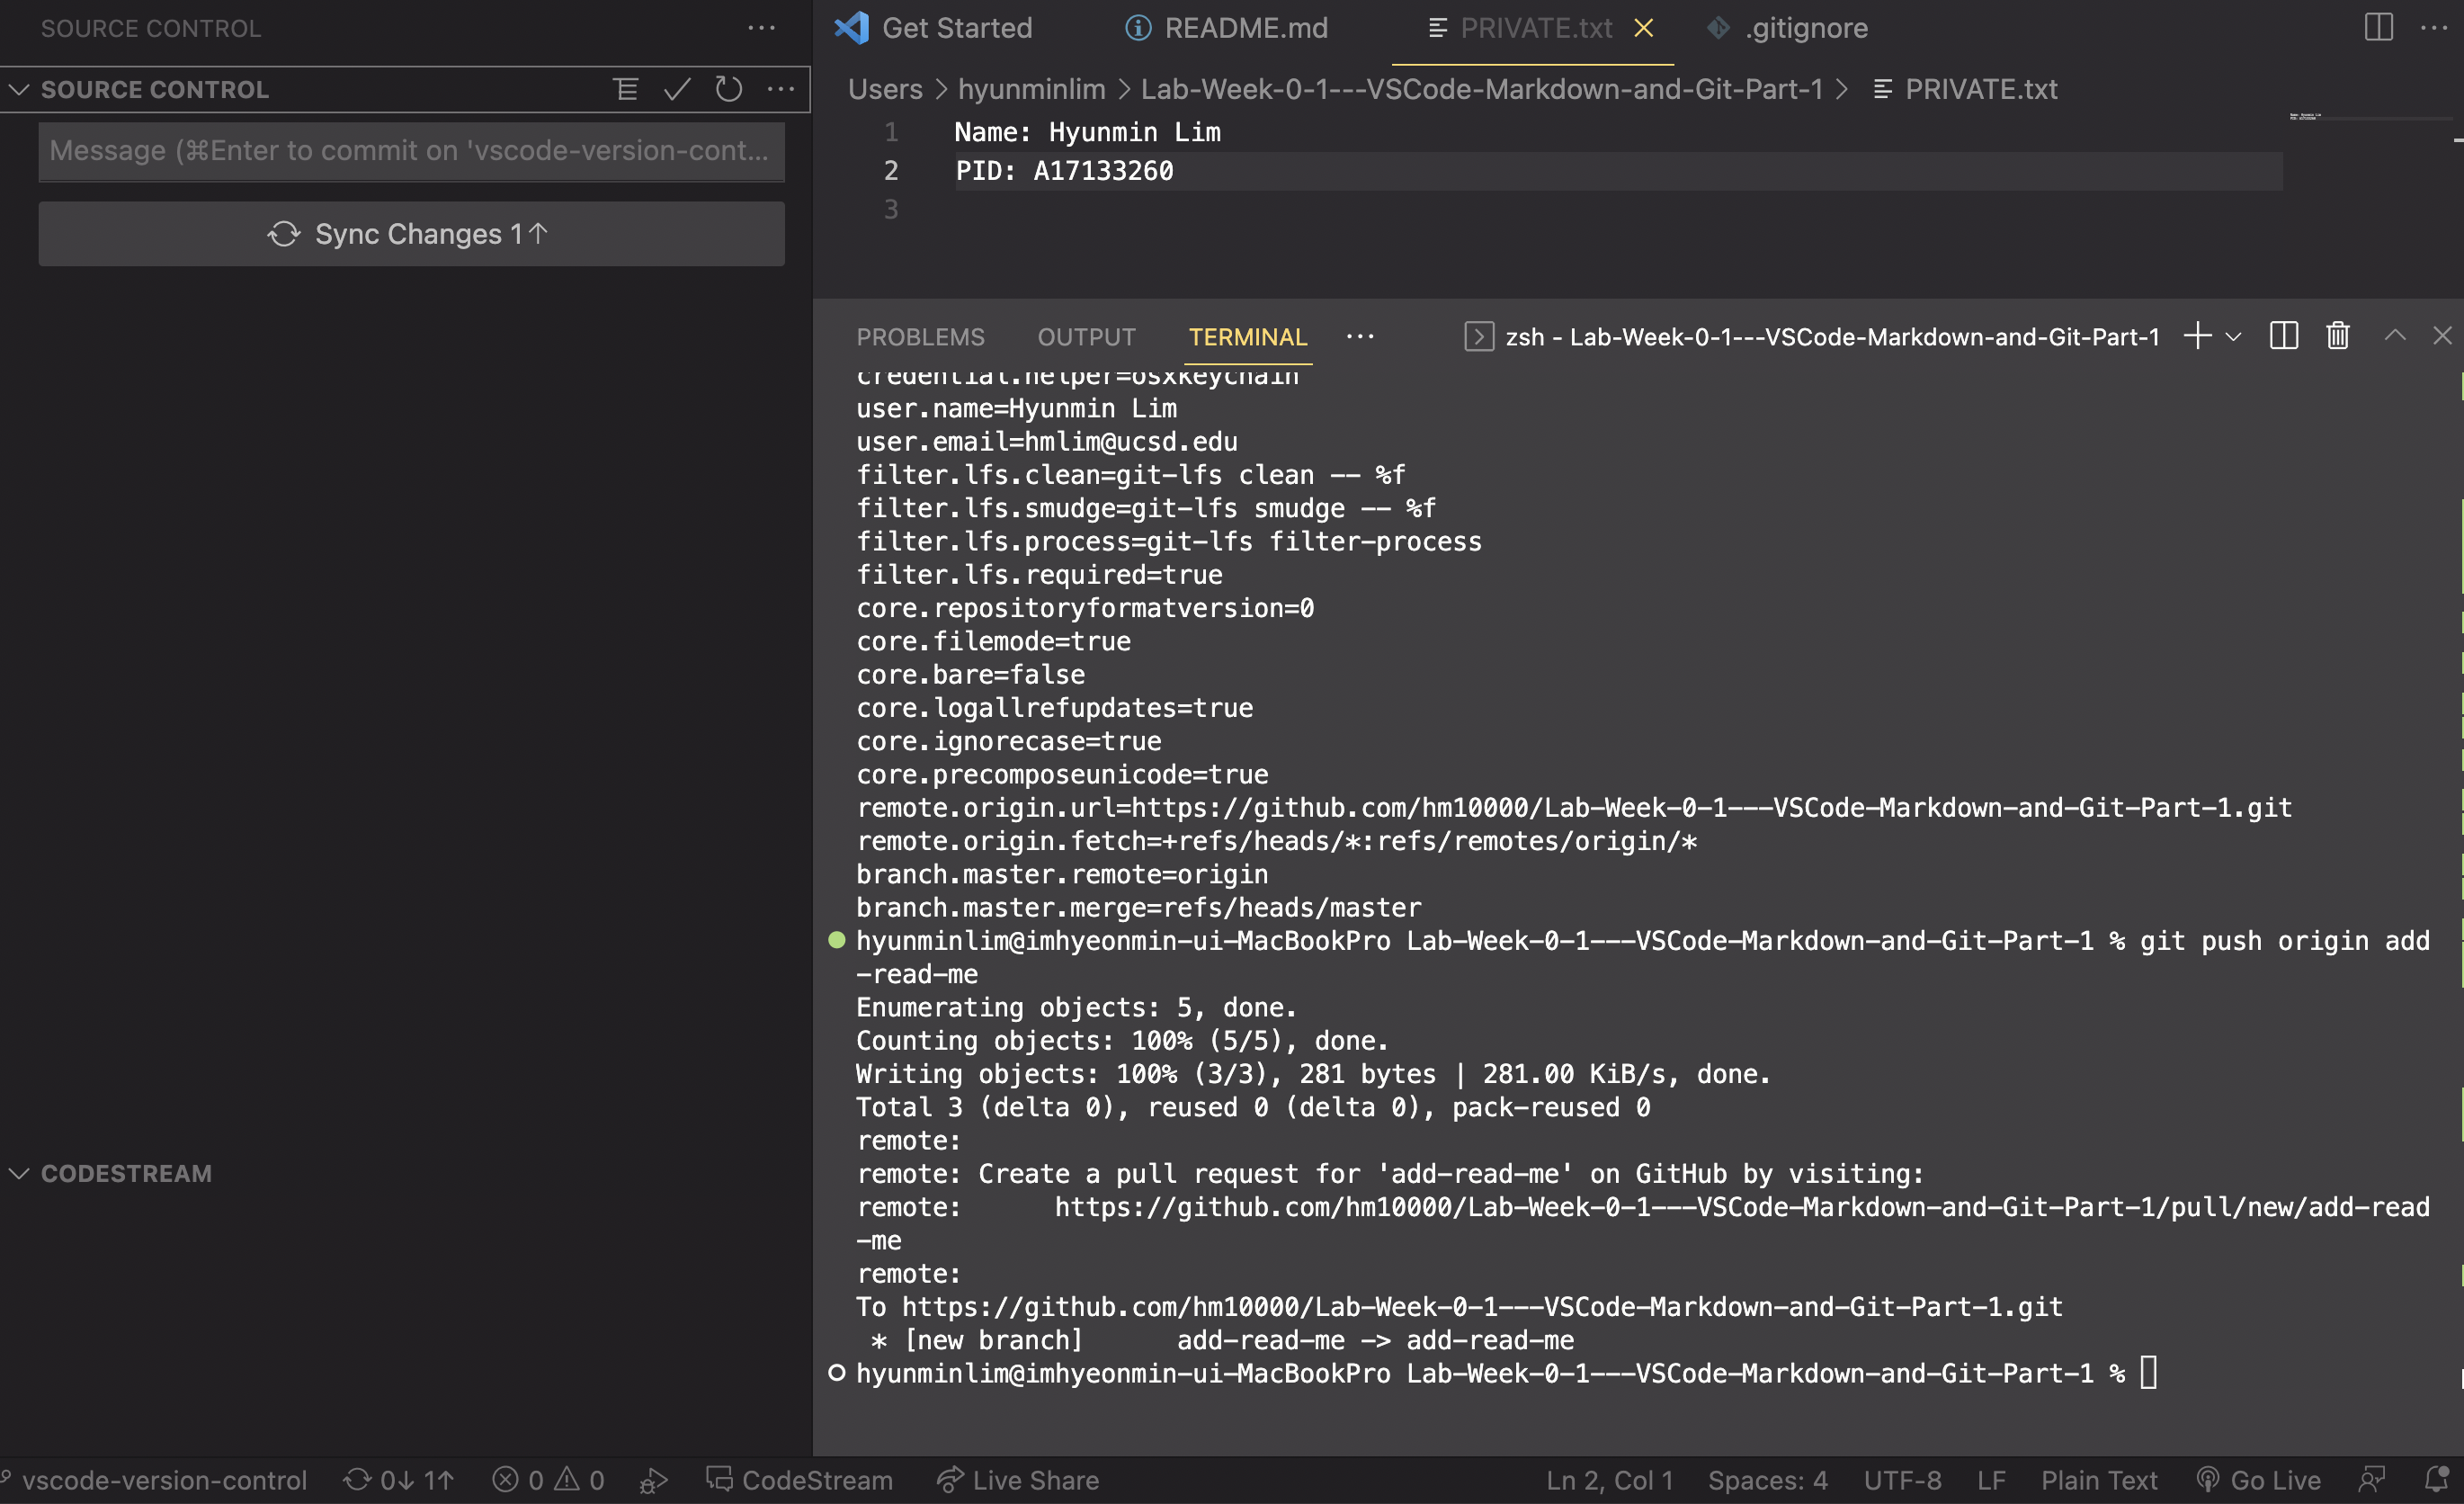 SOURCE CONTROL
SOURCE CONTROL
Message (⌘Enter to commit on 'vscode-version-cont...
Sync Changes 1↑
CODESTREAM
Get Started
README.md
PRIVATE.txt
.gitignore
Users > hyunminlim > Lab-Week-0-1---VSCode-Markdown-and-Git-Part-1 > PRIVATE.txt
1 Name: Hyunmin Lim
2 PID: A17133260
3
PROBLEMS OUTPUT TERMINAL ... zsh - Lab-Week-0-1---VSCode-Markdown-and-Git-Part-1
credential.helper=osxkeychain
user.name=Hyunmin Lim
user.email=hmlim@ucsd.edu
filter.lfs.clean=git-lfs clean -- %f
filter.lfs.smudge=git-lfs smudge -- %f
filter.lfs.process=git-lfs filter-process
filter.lfs.required=true
core.repositoryformatversion=0
core.filemode=true
core.bare=false
core.logallrefupdates=true
core.ignorecase=true
core.precomposeunicode=true
remote.origin.url=https://github.com/hm10000/Lab-Week-0-1---VSCode-Markdown-and-Git-Part-1.git
remote.origin.fetch=+refs/heads/*:refs/remotes/origin/*
branch.master.remote=origin
branch.master.merge=refs/heads/master
hyunminlim@imhyeonmin-ui-MacBookPro Lab-Week-0-1---VSCode-Markdown-and-Git-Part-1 % git push origin add
-read-me
Enumerating objects: 5, done.
Counting objects: 100% (5/5), done.
Writing objects: 100% (3/3), 281 bytes | 281.00 KiB/s, done.
Total 3 (delta 0), reused 0 (delta 0), pack-reused 0
remote:
remote: Create a pull request for 'add-read-me' on GitHub by visiting:
remote:      https://github.com/hm10000/Lab-Week-0-1---VSCode-Markdown-and-Git-Part-1/pull/new/add-read
-me
remote:
To https://github.com/hm10000/Lab-Week-0-1---VSCode-Markdown-and-Git-Part-1.git
 * [new branch]      add-read-me -> add-read-me
hyunminlim@imhyeonmin-ui-MacBookPro Lab-Week-0-1---VSCode-Markdown-and-Git-Part-1 %
vscode-version-control 0↓ 1↑ 0 0 CodeStream Live Share Ln 2, Col 1 Spaces: 4 UTF-8 LF Plain Text Go Live